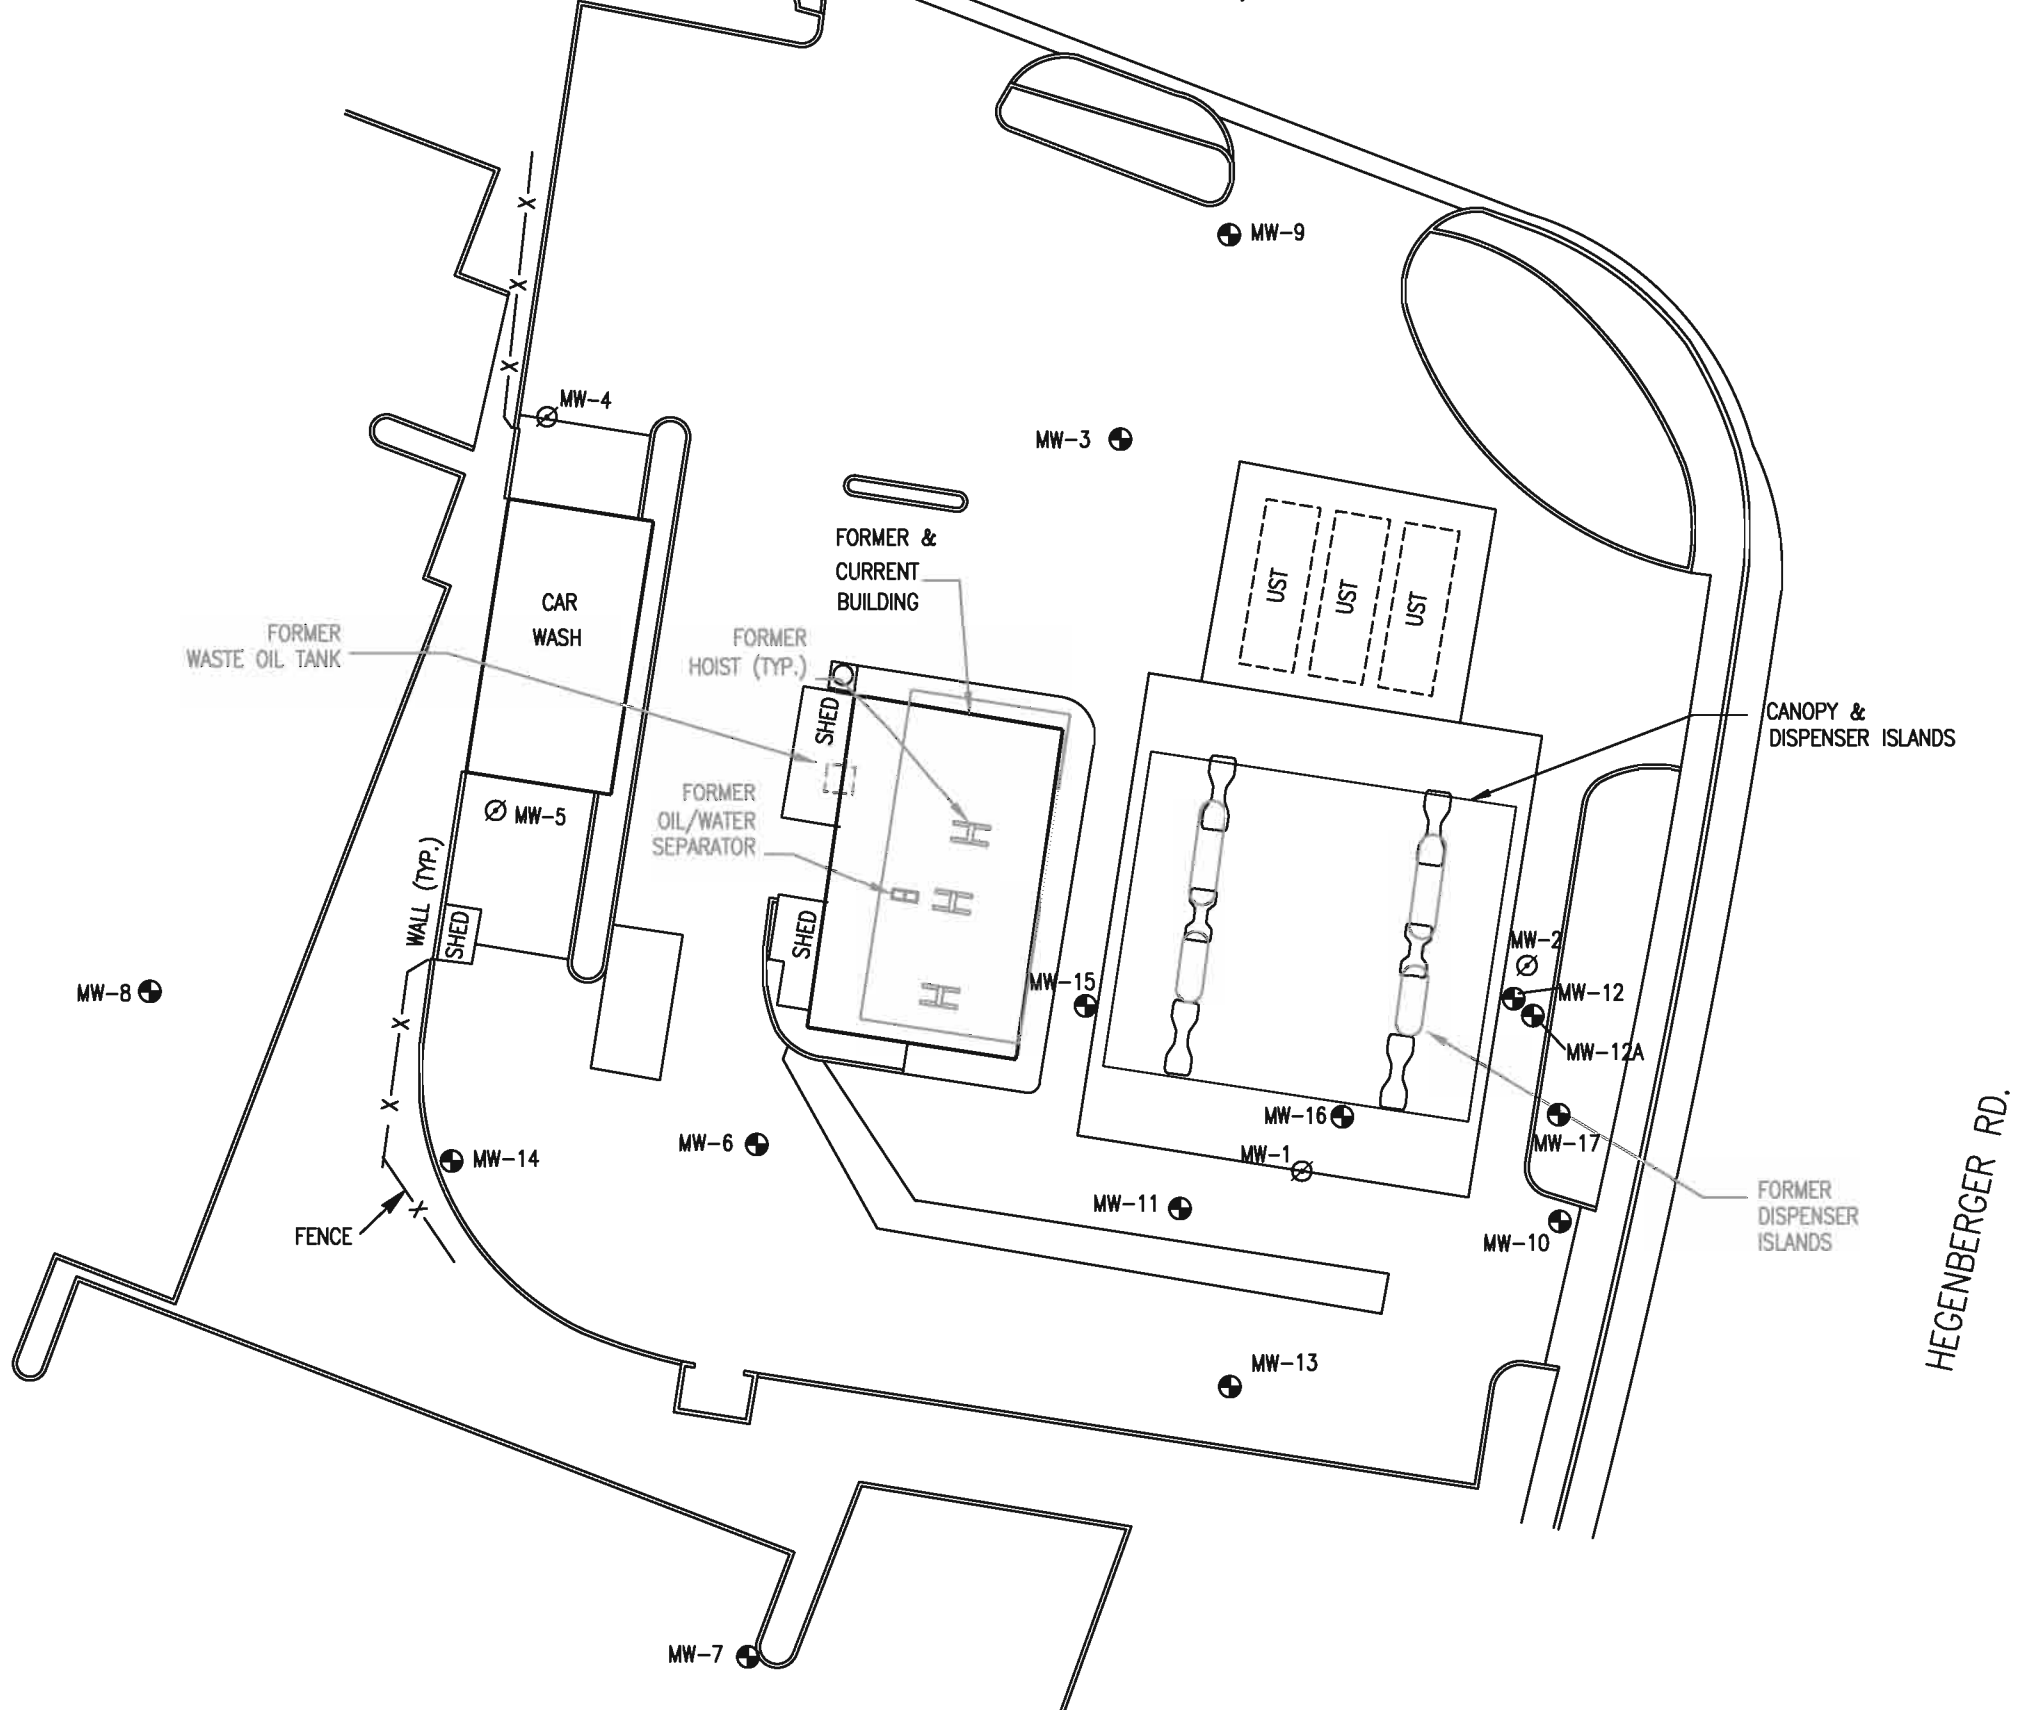 MW-9
MW-4
MW-3
FORMER &
CURRENT
BUILDING
UST
UST
UST
CAR
WASH
FORMER
WASTE OIL TANK
FORMER
HOIST (TYP.)
SHED
CANOPY &
DISPENSER ISLANDS
FORMER
OIL/WATER
SEPARATOR
MW-5
WALL (TYP.)
SHED
SHED
MW-2
MW-8
MW-15
MW-12
MW-12A
MW-16
MW-17
MW-6
MW-14
MW-1
MW-11
FORMER
DISPENSER
ISLANDS
FENCE
MW-10
HEGENBERGER RD.
MW-13
MW-7
X
X
X
X
X
X